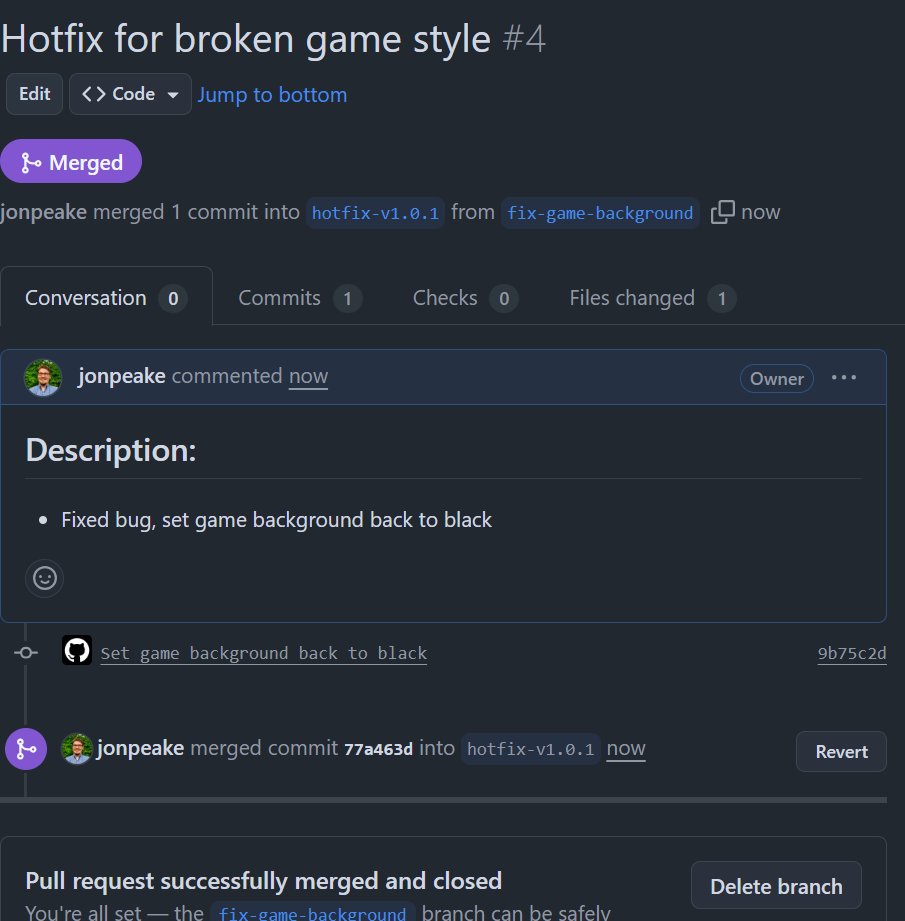 Hotfix for broken game style #4
Edit <> Code Jump to bottom
Merged
jonpeake merged 1 commit into hotfix-v1.0.1 from fix-game-background now
Conversation 0 Commits 1 Checks 0 Files changed 1
jonpeake commented now Owner ...
Description:
• Fixed bug, set game background back to black
Set game background back to black 9b75c2d
jonpeake merged commit 77a463d into hotfix-v1.0.1 now Revert
Pull request successfully merged and closed
Delete branch
You're all set — the fix-game-background branch can be safely